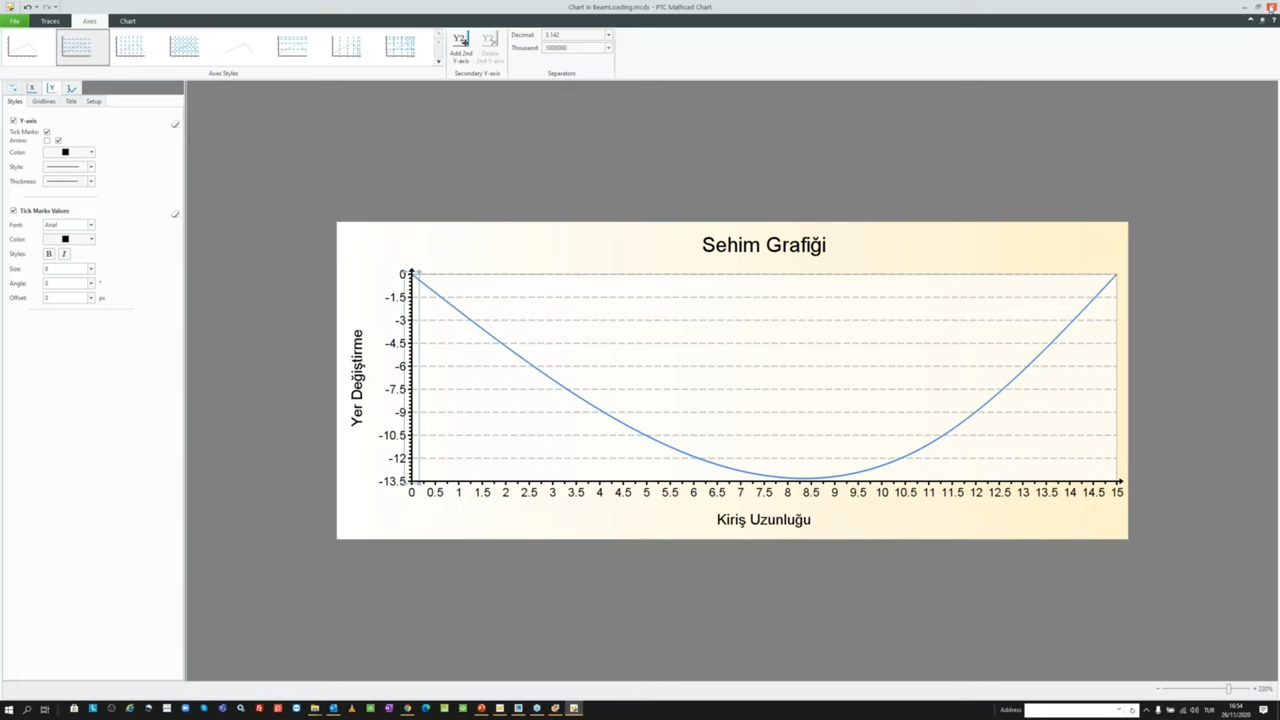 Chart in BeamLoading.mcdx - PTC Mathcad Chart
File Traces Axes Chart
Y2 Add 2nd Y-axis
Delete 2nd Y-axis
Decimal: 3.142
Thousand: 1000000
Axes Styles
Secondary Y-axis
Separators
X Y
Styles Gridlines Title Setup
Y-axis
Tick Marks:
Arrow:
Color:
Style:
Thickness:
Tick Marks Values
Font: Arial
Color:
Styles: B I
Size: 8
Angle: 0 °
Offset: 0 px
Sehim Grafiği
Yer Değiştirme
0
-1.5
-3
-4.5
-6
-7.5
-9
-10.5
-12
-13.5
0 0.5 1 1.5 2 2.5 3 3.5 4 4.5 5 5.5 6 6.5 7 7.5 8 8.5 9 9.5 10 10.5 11 11.5 12 12.5 13 13.5 14 14.5 15
Kiriş Uzunluğu
220%
Address
TUR
16:54
26/11/2020